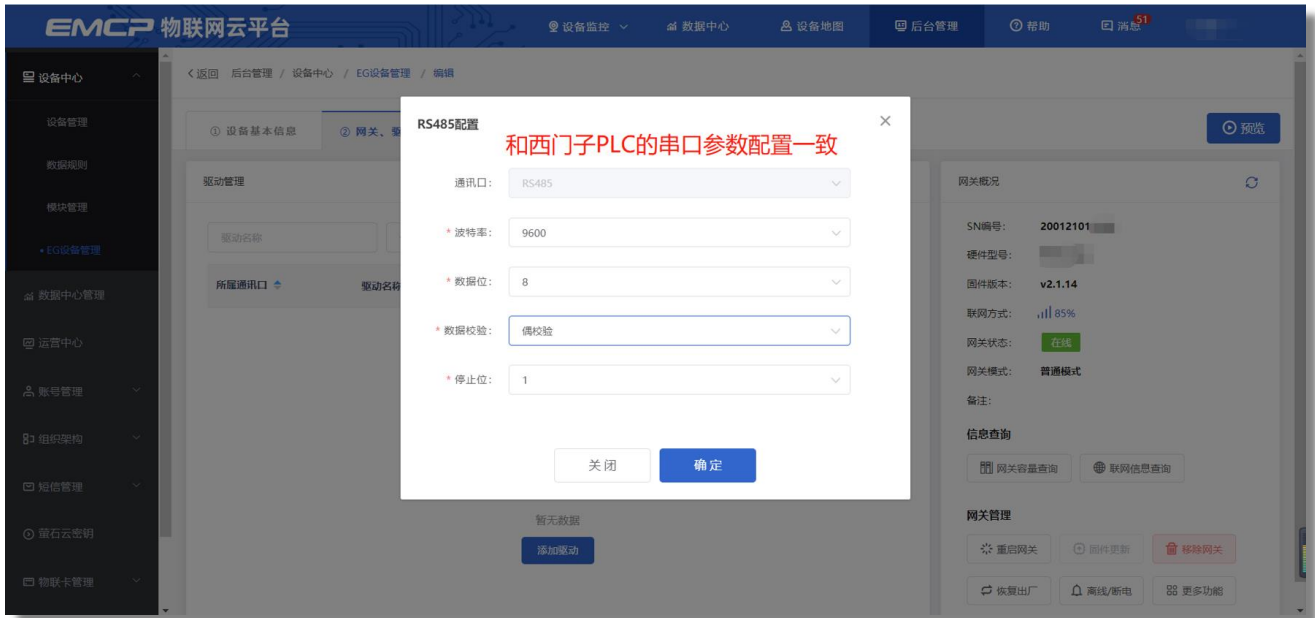 EMCP 物联网云平台
设备监控
数据中心
设备地图
后台管理
帮助
消息
51
设备中心
设备管理
数据规则
模块管理
• EG设备管理
数据中心管理
运营中心
账号管理
组织架构
短信管理
萤石云密钥
物联卡管理
返回 后台管理 / 设备中心 / EG设备管理 / 编辑
① 设备基本信息
② 网关、驱
预览
驱动管理
驱动名称
所属通讯口
驱动名称
RS485配置
和西门子PLC的串口参数配置一致
通讯口: RS485
* 波特率: 9600
* 数据位: 8
* 数据校验: 偶校验
* 停止位: 1
关闭
确定
暂无数据
添加驱动
网关概况
SN编号: 20012101
硬件型号:
固件版本: v2.1.14
联网方式: 85%
网关状态: 在线
网关模式: 普通模式
备注:
信息查询
网关容量查询
联网信息查询
网关管理
重启网关
固件更新
移除网关
恢复出厂
离线/断电
更多功能